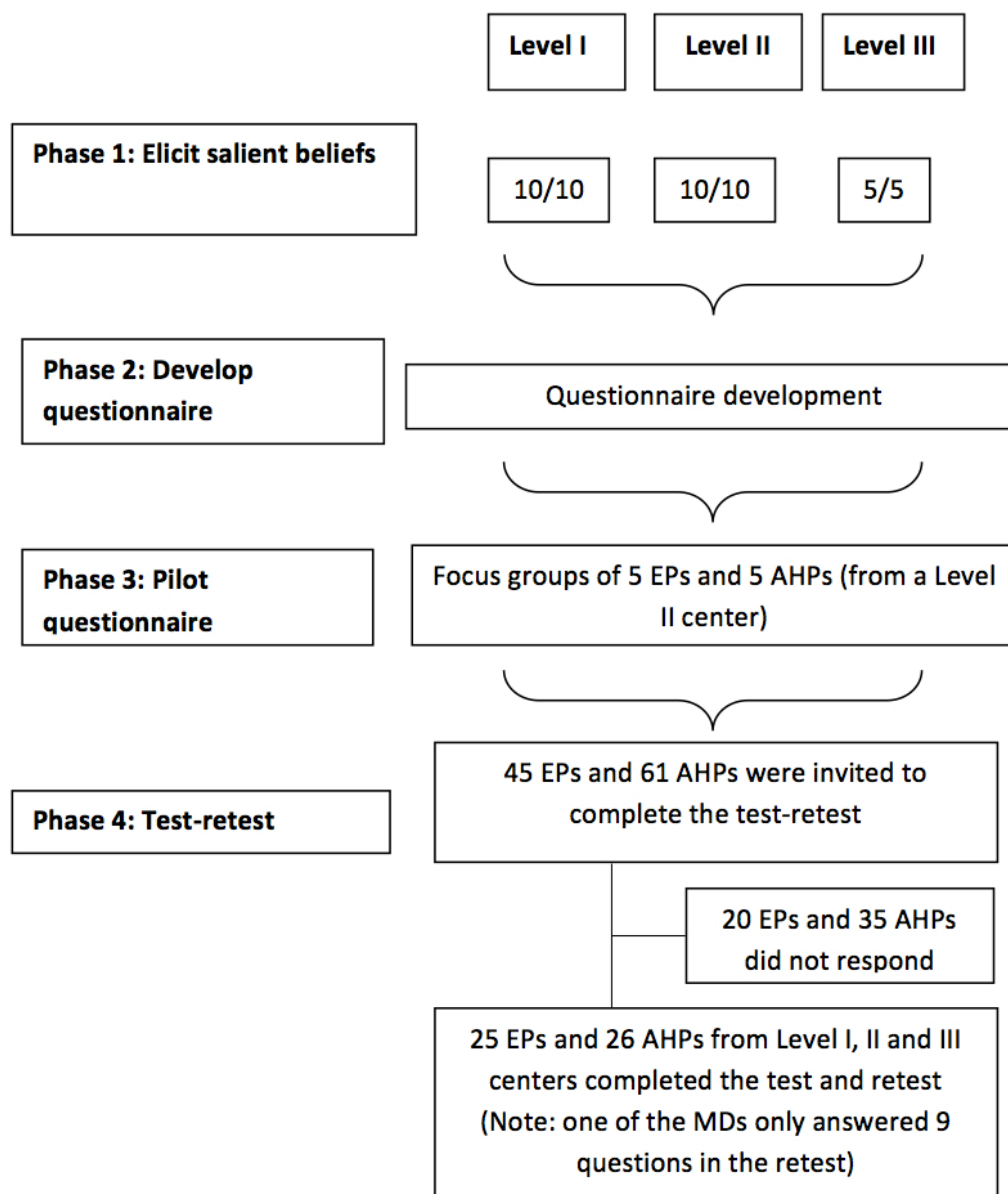 Level I
Level II
Level III
Phase 1: Elicit salient beliefs
10/10
10/10
5/5
Phase 2: Develop
questionnaire
Questionnaire development
Phase 3: Pilot
questionnaire
Focus groups of 5 EPs and 5 AHPs (from a Level
II center)
45 EPs and 61 AHPs were invited to
complete the test-retest
Phase 4: Test-retest
20 EPs and 35 AHPs
did not respond
25 EPs and 26 AHPs from Level I, II and III
centers completed the test and retest
(Note: one of the MDs only answered 9
questions in the retest)